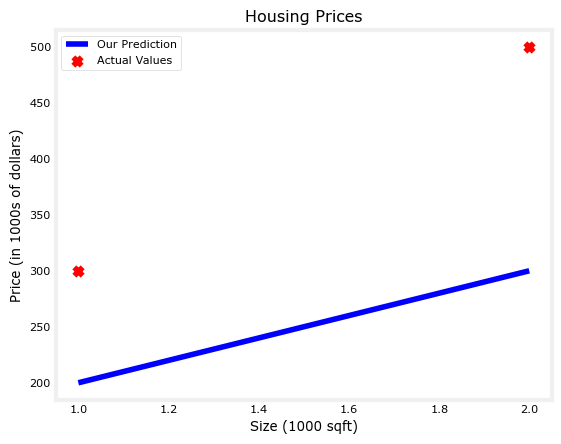 Housing Prices
Our Prediction
Actual Values
Price (in 1000s of dollars)
500
450
400
350
300
250
200
1.0 1.2 1.4 1.6 1.8 2.0
Size (1000 sqft)